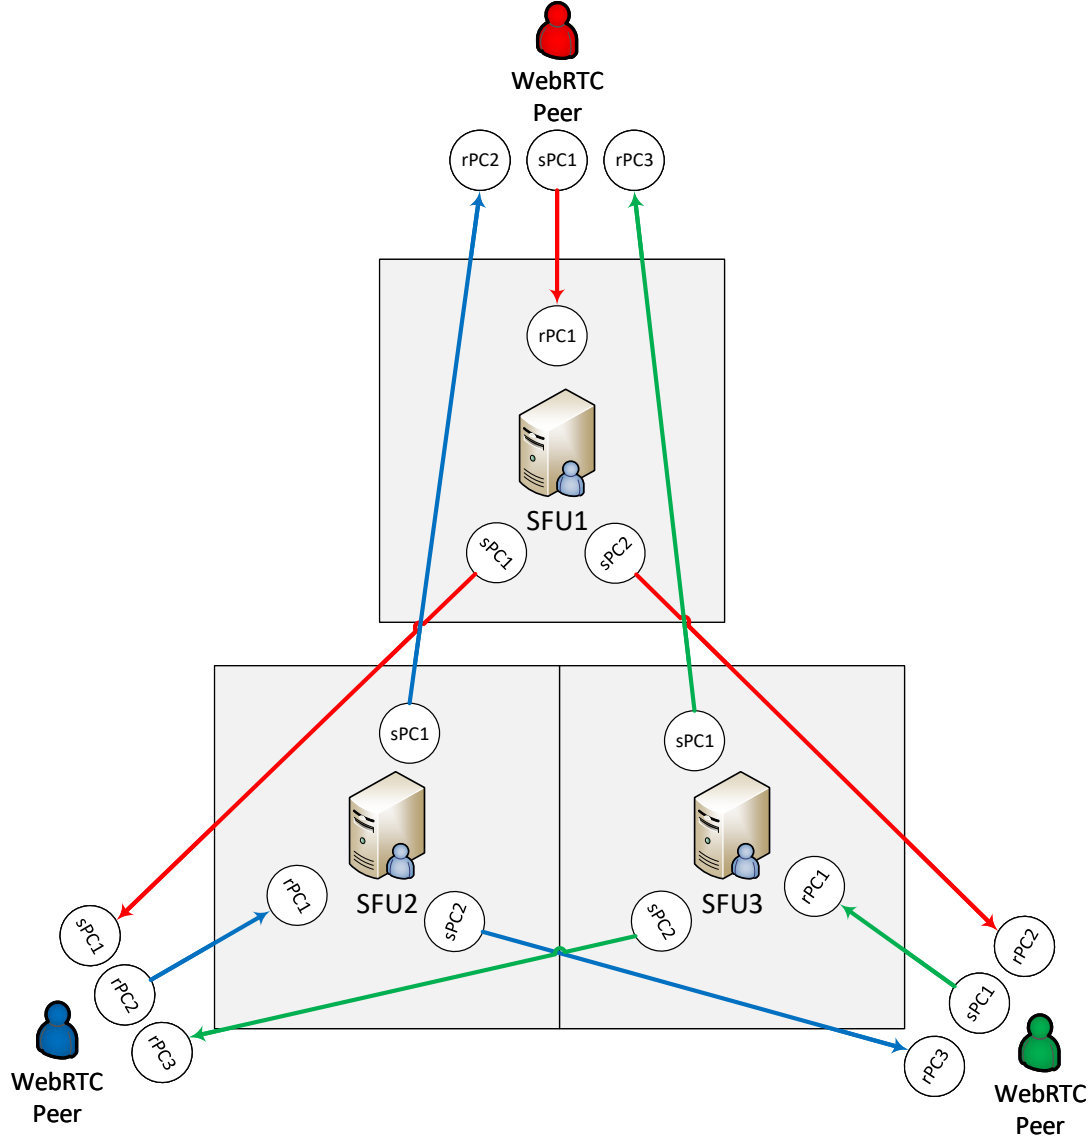 WebRTC
Peer
rPC2
sPC1
rPC3
rPC1
SFU1
sPC1
sPC2
sPC1
sPC1
SFU2
SFU3
rPC1
sPC2
sPC2
rPC1
sPC1
rPC2
rPC3
rPC2
sPC1
rPC3
WebRTC
Peer
WebRTC
Peer